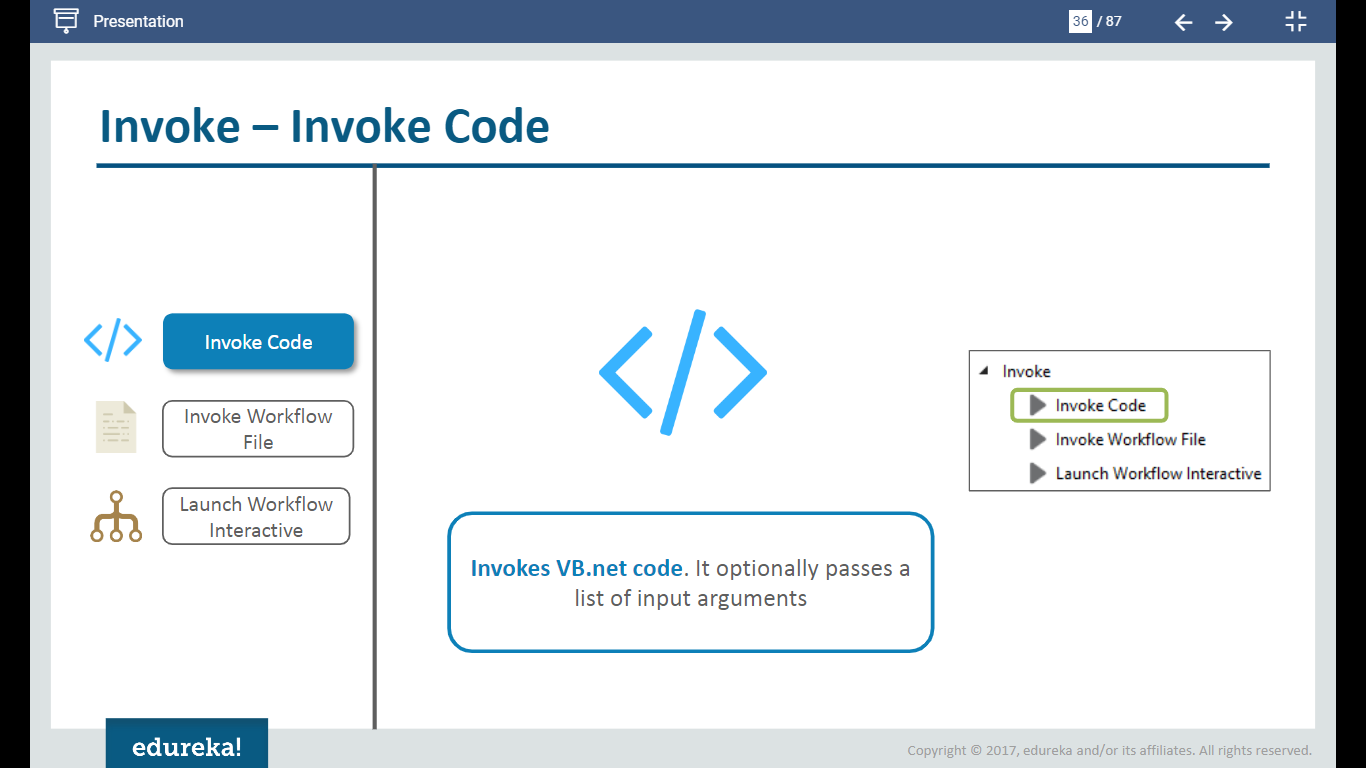 Presentation
36 / 87
Invoke – Invoke Code
Invoke Code
Invoke Workflow
File
Launch Workflow
Interactive
Invokes VB.net code. It optionally passes a
list of input arguments
Invoke
Invoke Code
Invoke Workflow File
Launch Workflow Interactive
edureka!
Copyright © 2017, edureka and/or its affiliates. All rights reserved.